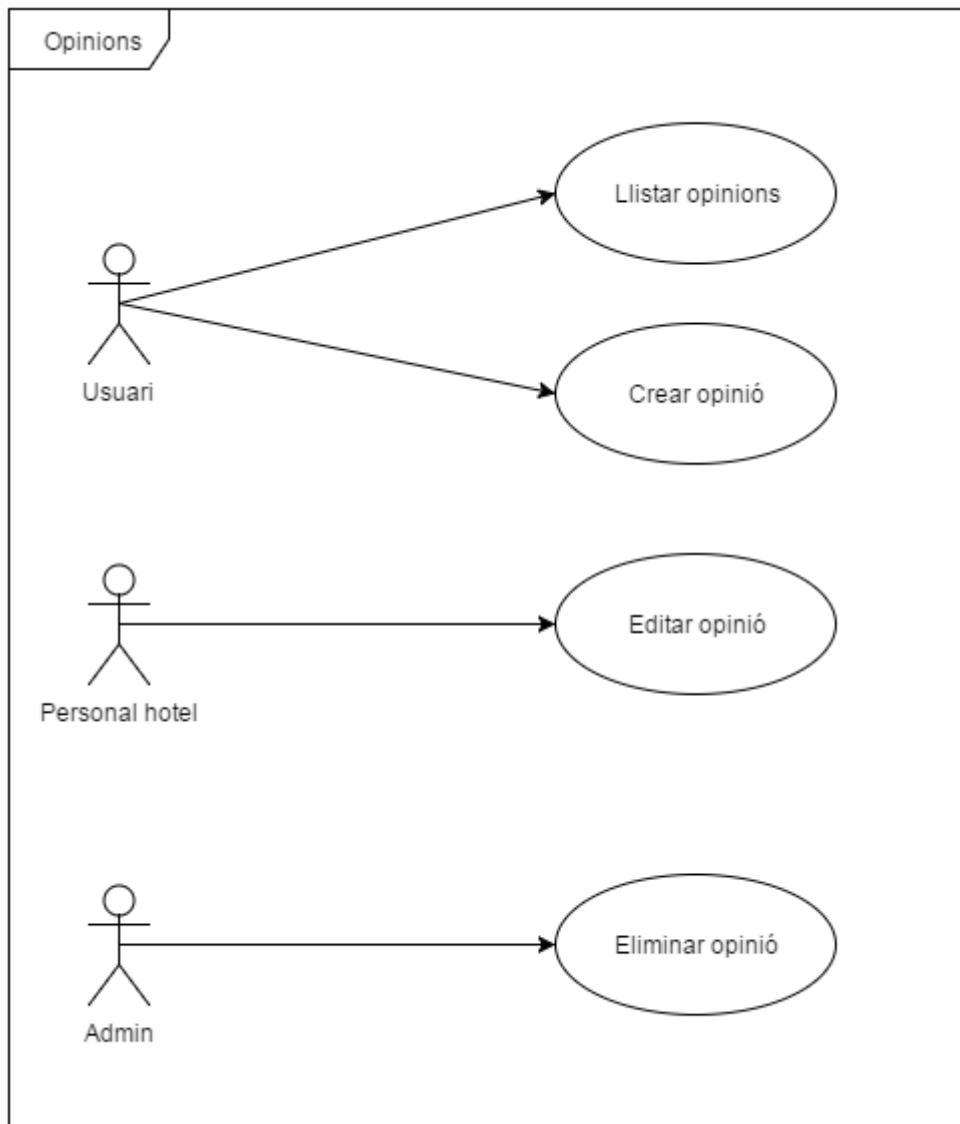 Opinions
Llistar opinions
Usuari
Crear opinió
Editar opinió
Personal hotel
Eliminar opinió
Admin